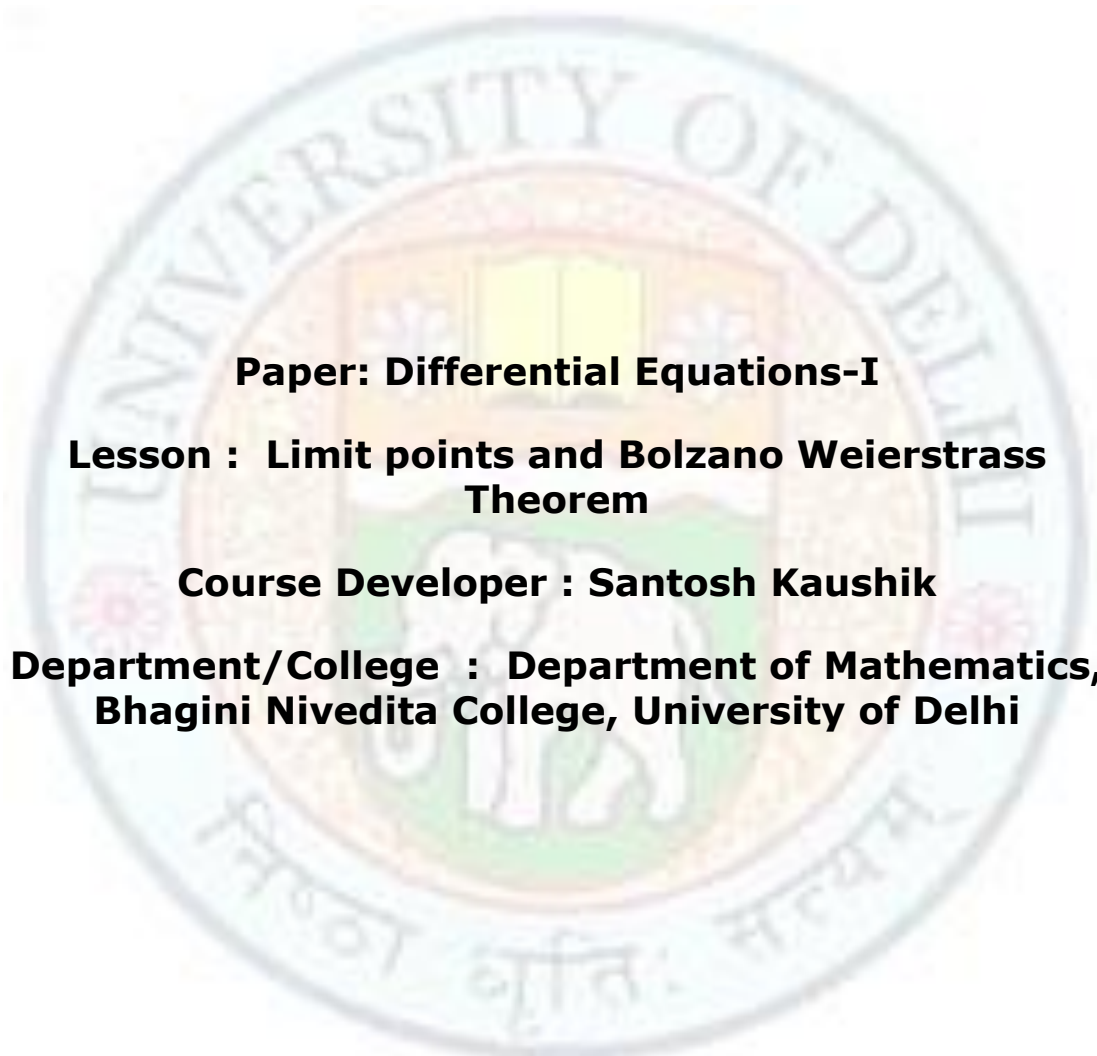 UNIVERSITY OF DELHI
Paper: Differential Equations-I
Lesson : Limit points and Bolzano Weierstrass
Theorem
Course Developer : Santosh Kaushik
Department/College : Department of Mathematics,
Bhagini Nivedita College, University of Delhi